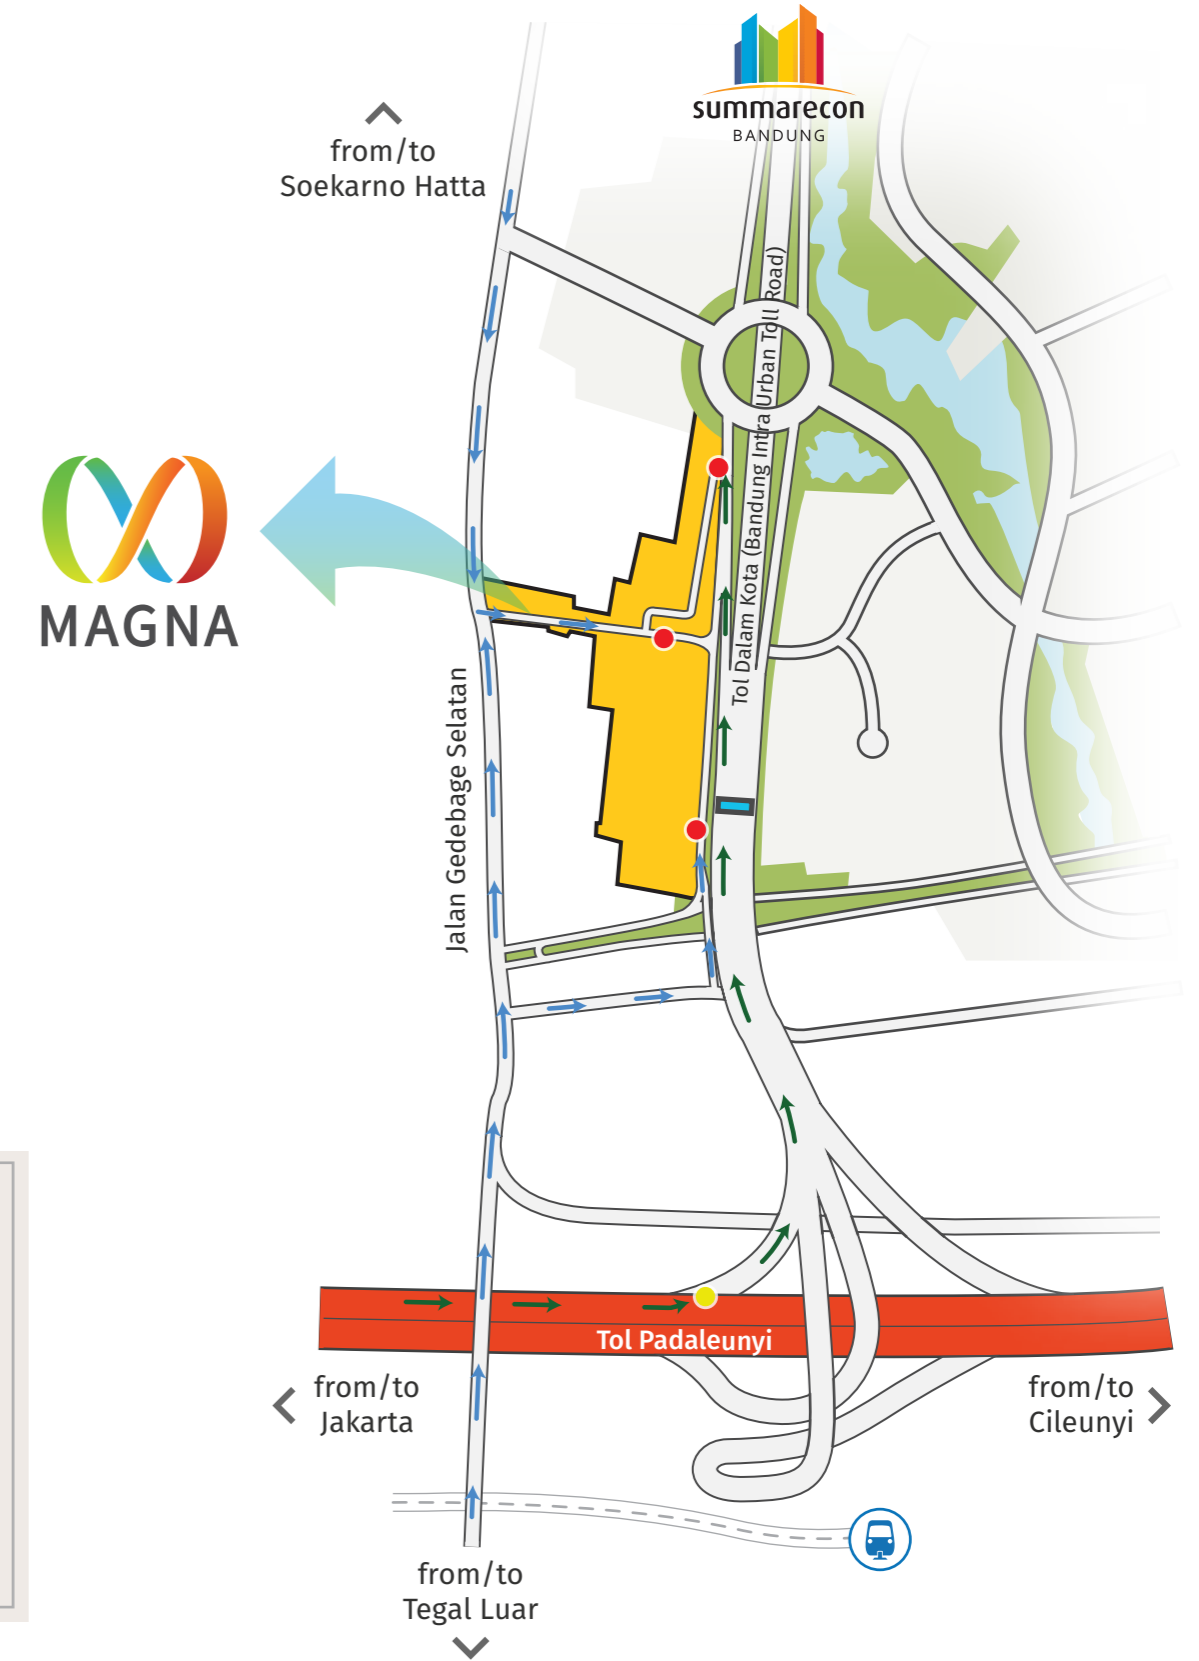 summarecon
BANDUNG
from/to
Soekarno Hatta
Tol Dalam Kota (Bandung Intra Urban Toll Road)
MAGNA
Jalan Gedebage Selatan
Tol Padaleunyi
from/to
Jakarta
from/to
Cileunyi
from/to
Tegal Luar